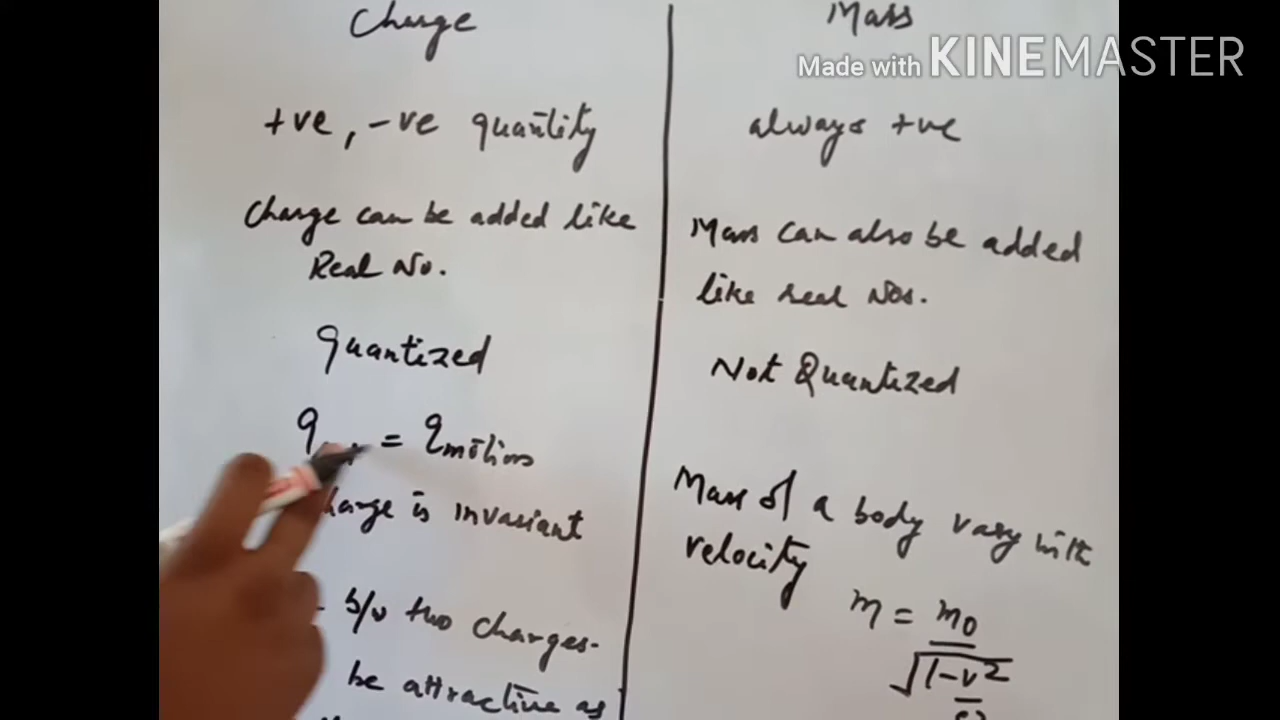 Charge
Mass
Made with KINEMASTER
+ve, -ve quantity
always +ve
Charge can be added like
Real No.
Mass can also be added
like real Nos.
quantized
Not Quantized
q = q motion
charge is invariant
Mass of a body vary with
velocity
m = m0
√1-v2
b/w two charges.
be attractive as